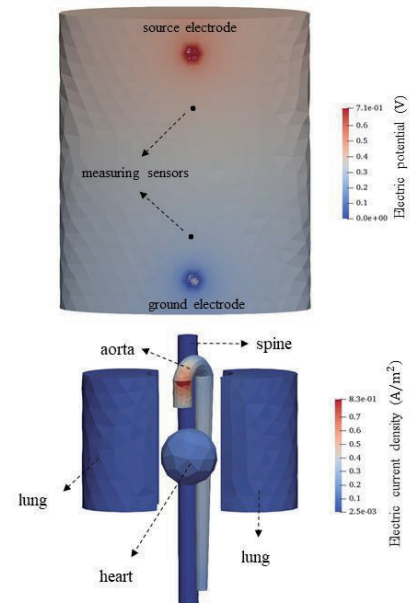 source electrode
measuring sensors
ground electrode
7.1e-01
0.6
0.5
0.4
0.3
0.2
0.1
0.0e+00
Electric potential (V)
aorta
spine
lung
heart
lung
8.3e-01
0.7
0.6
0.5
0.4
0.3
0.2
0.1
2.5e-03
Electric current density (A/m²)